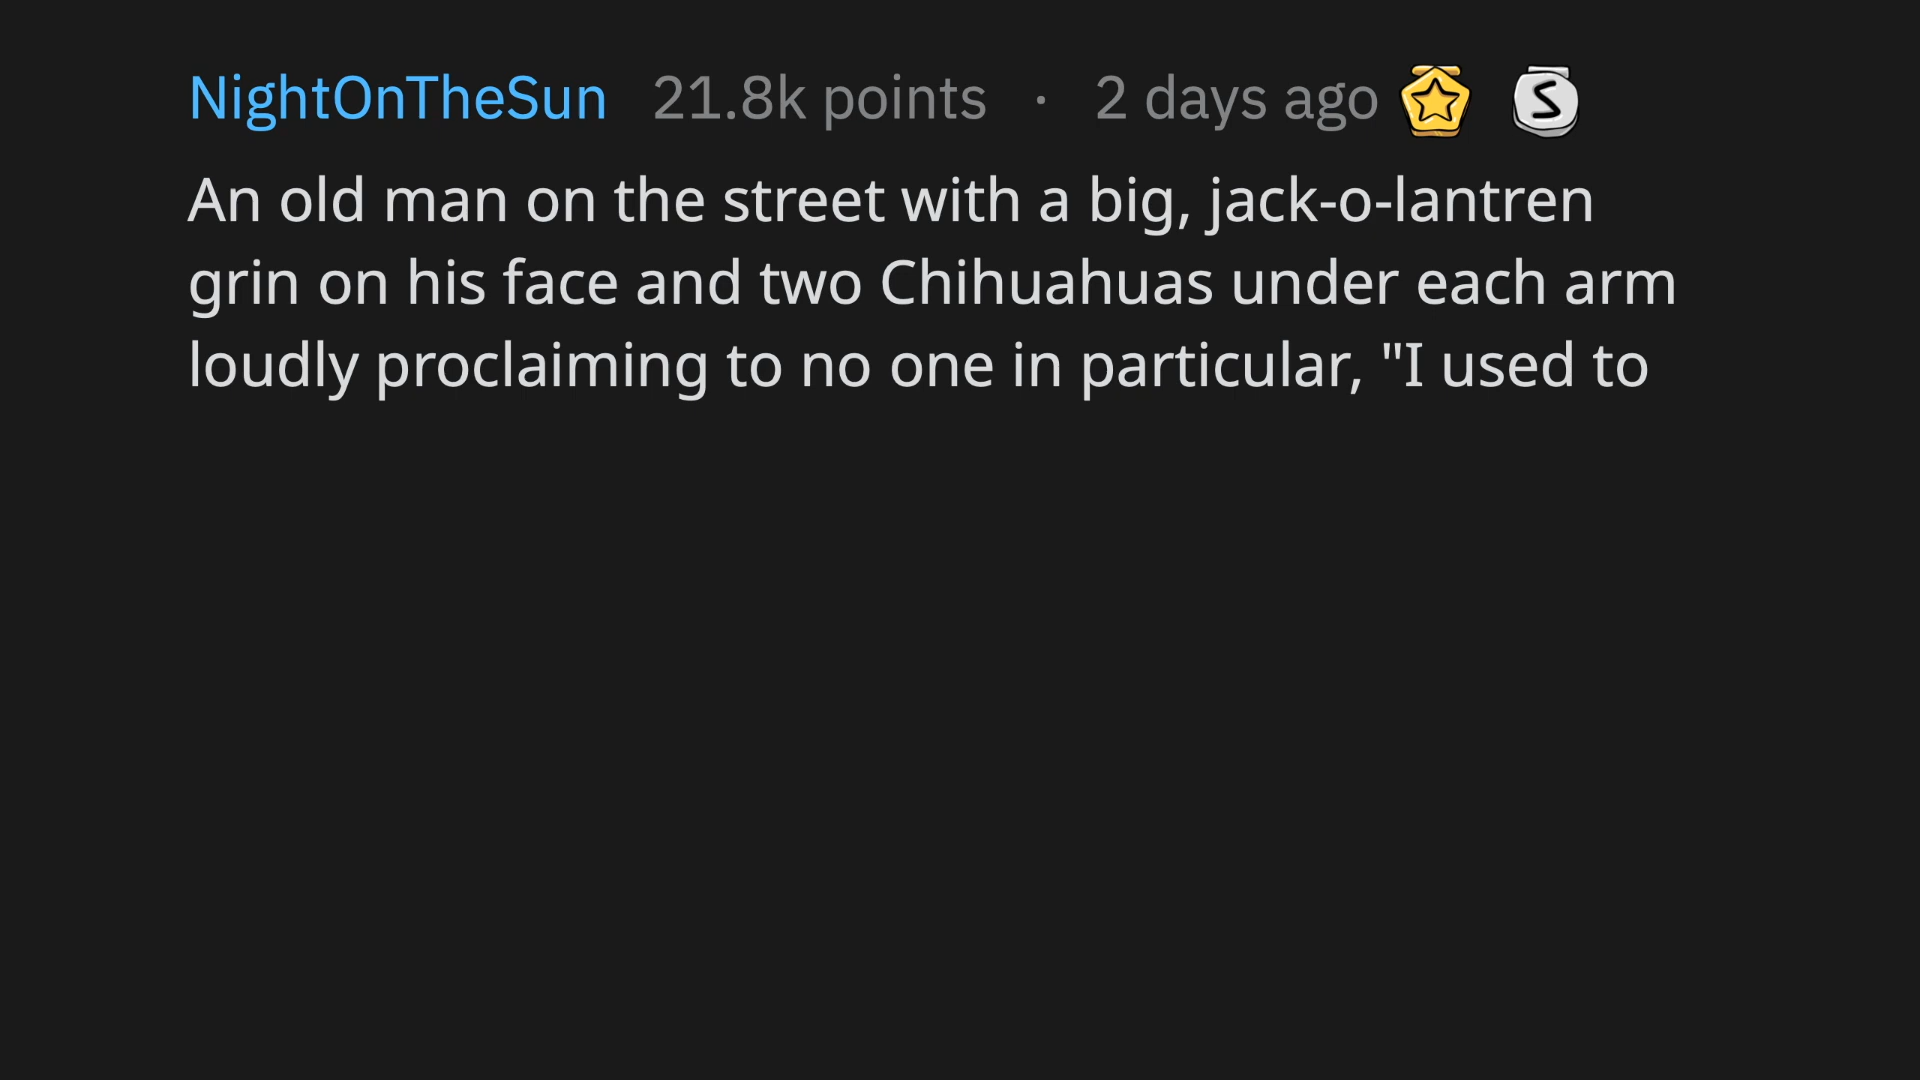 NightOnTheSun 21.8k points · 2 days ago S
An old man on the street with a big, jack-o-lantren
grin on his face and two Chihuahuas under each arm
loudly proclaiming to no one in particular, "I used to